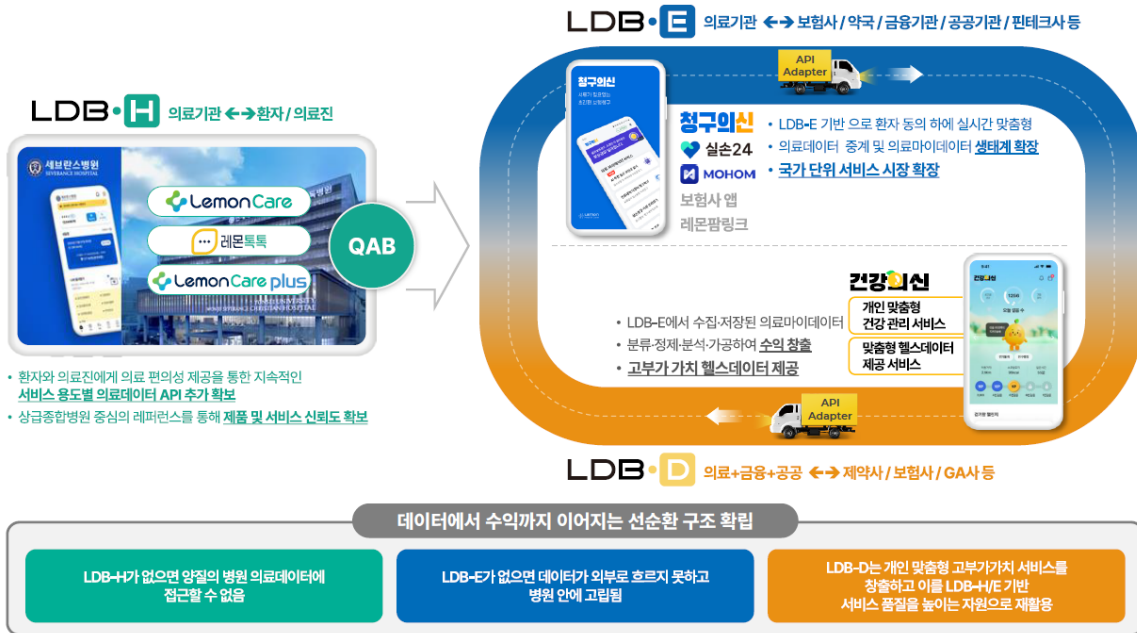 LDB·H 의료기관 ↔ 환자 / 의료진
세브란스병원
SEVERANCE HOSPITAL
LemonCare
레몬톡톡
LemonCare plus
QAB
• 환자와 의료진에게 의료 편의성 제공을 통한 지속적인
서비스 용도별 의료데이터 API 추가 확보
• 상급종합병원 중심의 레퍼런스를 통해 제품 및 서비스 신뢰도 확보
LDB·E 의료기관 ↔ 보험사 / 약국 / 금융기관 / 공공기관 / 핀테크사 등
API
Adapter
청구의신
청구의신
실손24
MOHOM
보험사 앱
레몬팜링크
• LDB-E 기반 으로 환자 동의 하에 실시간 맞춤형
• 의료데이터 중계 및 의료마이데이터 생태계 확장
• 국가 단위 서비스 시장 확장
건강의신
개인 맞춤형
건강 관리 서비스
맞춤형 헬스데이터
제공 서비스
• LDB-E에서 수집·저장된 의료마이데이터
• 분류·정제·분석·가공하여 수익 창출
• 고부가 가치 헬스데이터 제공
9:41
건강의신
API
Adapter
LDB·D 의료+금융+공공 ↔ 제약사 / 보험사 / GA사 등
데이터에서 수익까지 이어지는 선순환 구조 확립
LDB-H가 없으면 양질의 병원 의료데이터에
접근할 수 없음
LDB-E가 없으면 데이터가 외부로 흐르지 못하고
병원 안에 고립됨
LDB-D는 개인 맞춤형 고부가가치 서비스를
창출하고 이를 LDB-H/E 기반
서비스 품질을 높이는 자원으로 재활용